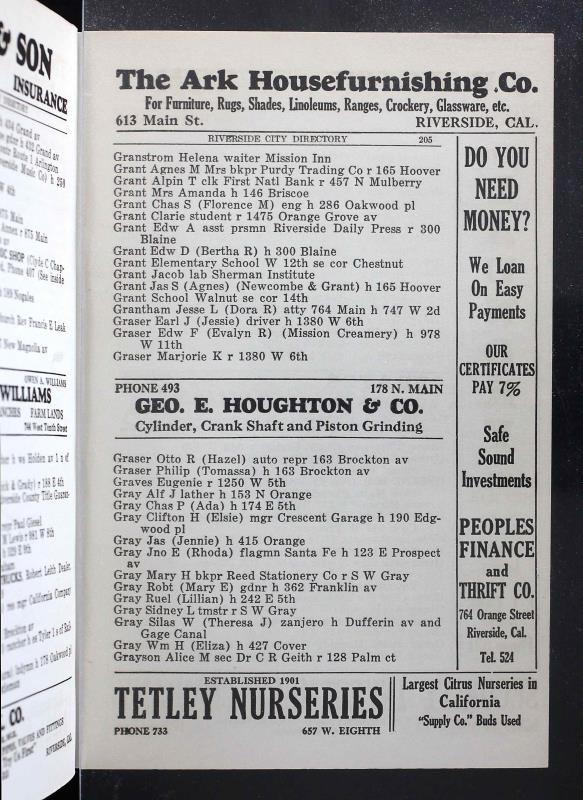 & SON
INSURANCE
DIRECTORY
The Ark Housefurnishing Co.
For Furniture, Rugs, Shades, Linoleums, Ranges, Crockery, Glassware, etc.
613 Main St. RIVERSIDE, CAL.
RIVERSIDE CITY DIRECTORY 205
Granstrom Helena waiter Mission Inn
Grant Agnes M Mrs bkpr Purdy Trading Co r 165 Hoover
Grant Alpin T clk First Natl Bank r 457 N Mulberry
Grant Mrs Amanda h 146 Briscoe
Grant Chas S (Florence M) eng h 286 Oakwood pl
Grant Clarie student r 1475 Orange Grove av
Grant Edw A asst prsmn Riverside Daily Press r 300
Blaine
Grant Edw D (Bertha R) h 300 Blaine
Grant Elementary School W 12th se cor Chestnut
Grant Jacob lab Sherman Institute
Grant Jas S (Agnes) (Newcombe & Grant) h 165 Hoover
Grant School Walnut se cor 14th
Grantham Jesse L (Dora R) atty 764 Main h 747 W 2d
Graser Earl J (Jessie) driver h 1380 W 6th
Graser Edw F (Evalyn R) (Mission Creamery) h 978
W 11th
Graser Marjorie K r 1380 W 6th
PHONE 493 178 N. MAIN
GEO. E. HOUGHTON & CO.
Cylinder, Crank Shaft and Piston Grinding
Graser Otto R (Hazel) auto repr 163 Brockton av
Graser Philip (Tomassa) h 163 Brockton av
Graves Eugenie r 1250 W 5th
Gray Alf J lather h 153 N Orange
Gray Chas P (Ada) h 174 E 5th
Gray Clifton H (Elsie) mgr Crescent Garage h 190 Edg-
wood pl
Gray Jas (Jennie) h 415 Orange
Gray Jno E (Rhoda) flagmn Santa Fe h 123 E Prospect
av
Gray Mary H bkpr Reed Stationery Co r S W Gray
Gray Robt (Mary E) gdnr h 362 Franklin av
Gray Ruel (Lillian) h 242 E 5th
Gray Sidney L tmstr r S W Gray
Gray Silas W (Theresa J) zanjero h Dufferin av and
Gage Canal
Gray Wm H (Eliza) h 427 Cover
Grayson Alice M sec Dr C R Geith r 128 Palm ct
DO YOU
NEED
MONEY?
We Loan
On Easy
Payments
OUR
CERTIFICATES
PAY 7%
Safe
Sound
Investments
PEOPLES
FINANCE
and
THRIFT CO.
764 Orange Street
Riverside, Cal.
Tel. 524
ESTABLISHED 1901
TETLEY NURSERIES
PHONE 733 657 W. EIGHTH
Largest Citrus Nurseries in
California
"Supply Co." Buds Used
OWEN A. WILLIAMS
WILLIAMS
RANCHES FARM LANDS
744 West Tenth Street
CO.
RIVERSIDE, CAL.